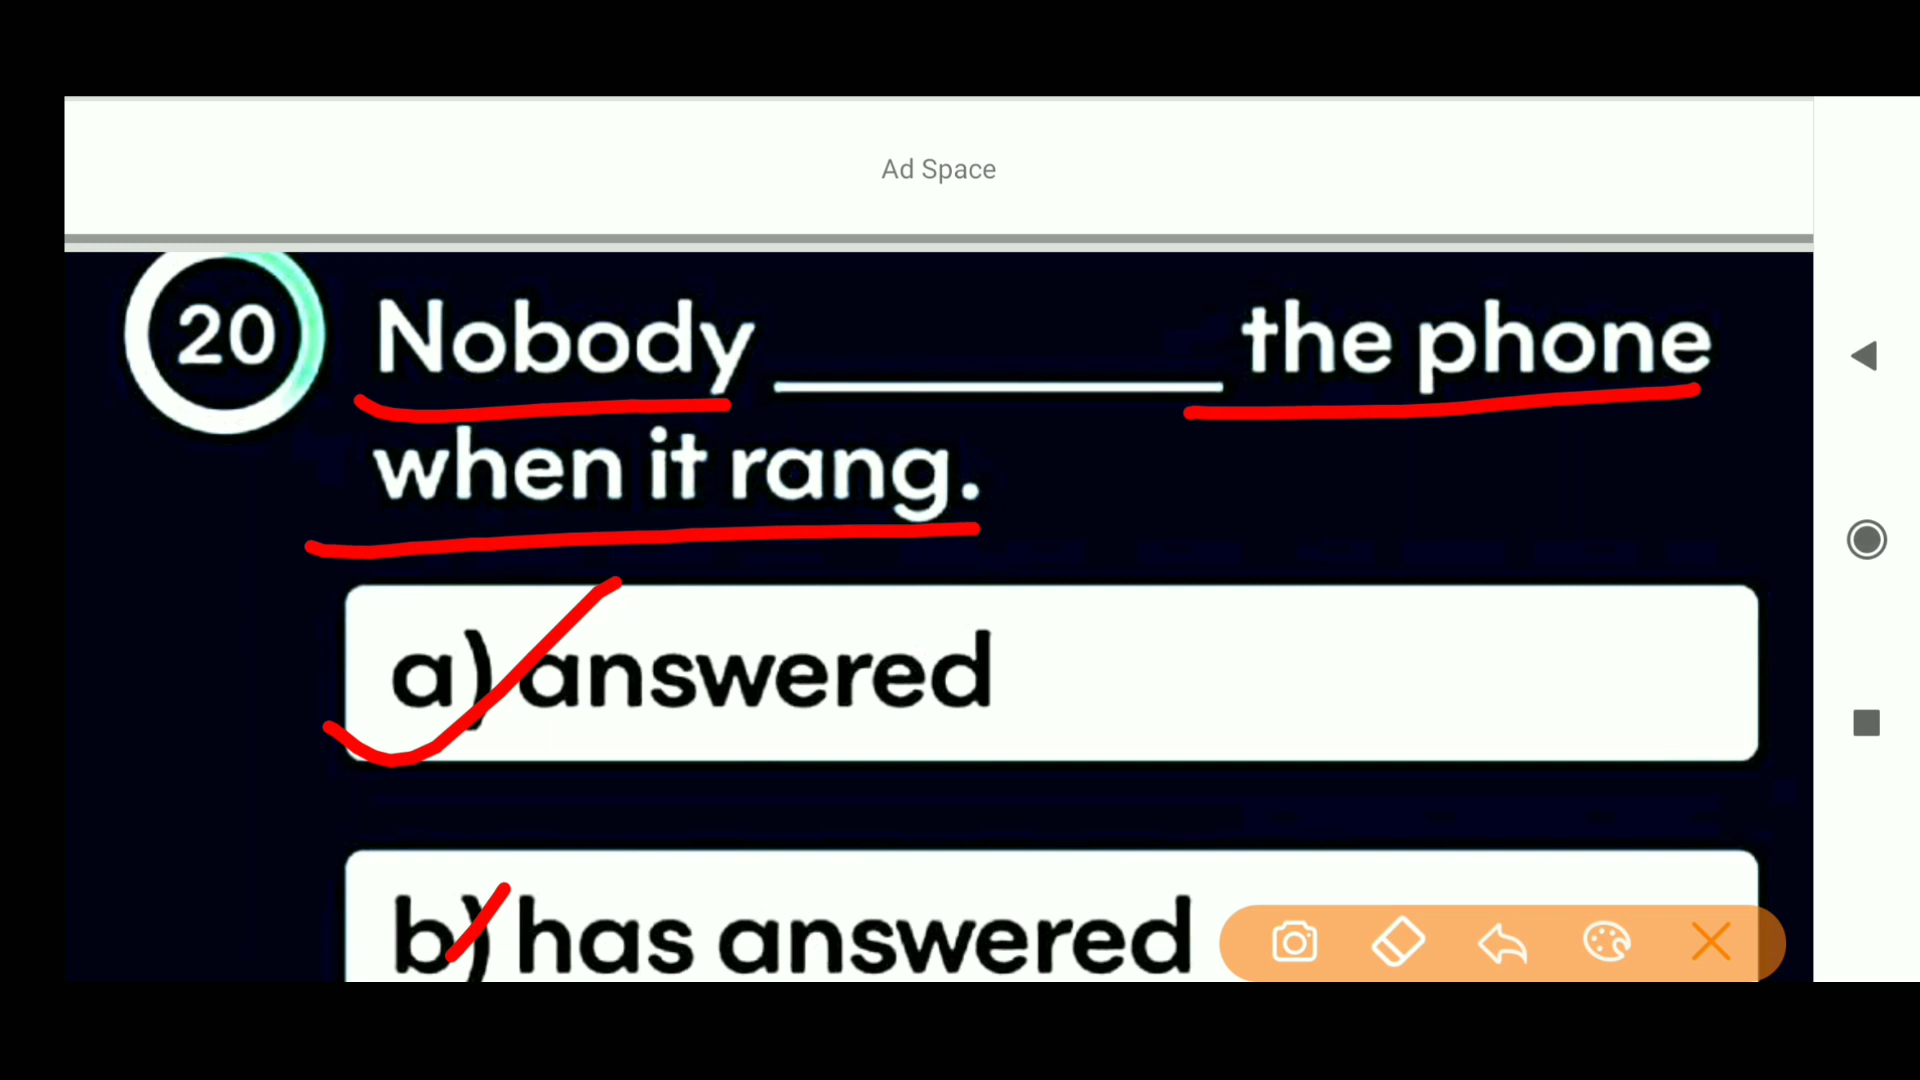 Ad Space
20
Nobody __________ the phone
when it rang.
a) answered
b) has answered